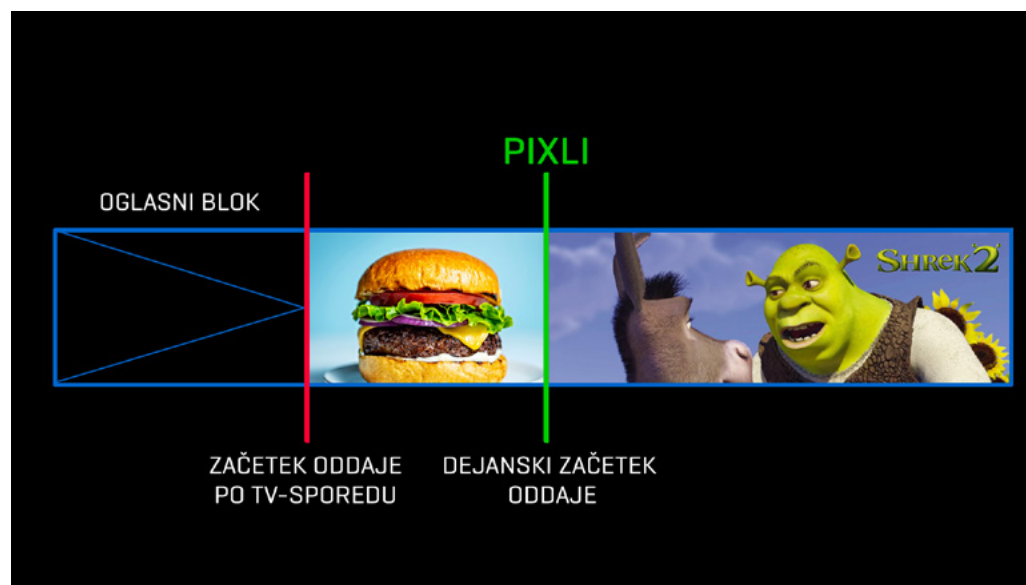 PIXLI
OGLASNI BLOK
SHREK 2
ZAČETEK ODDAJE
PO TV-SPOREDU
DEJANSKI ZAČETEK
ODDAJE